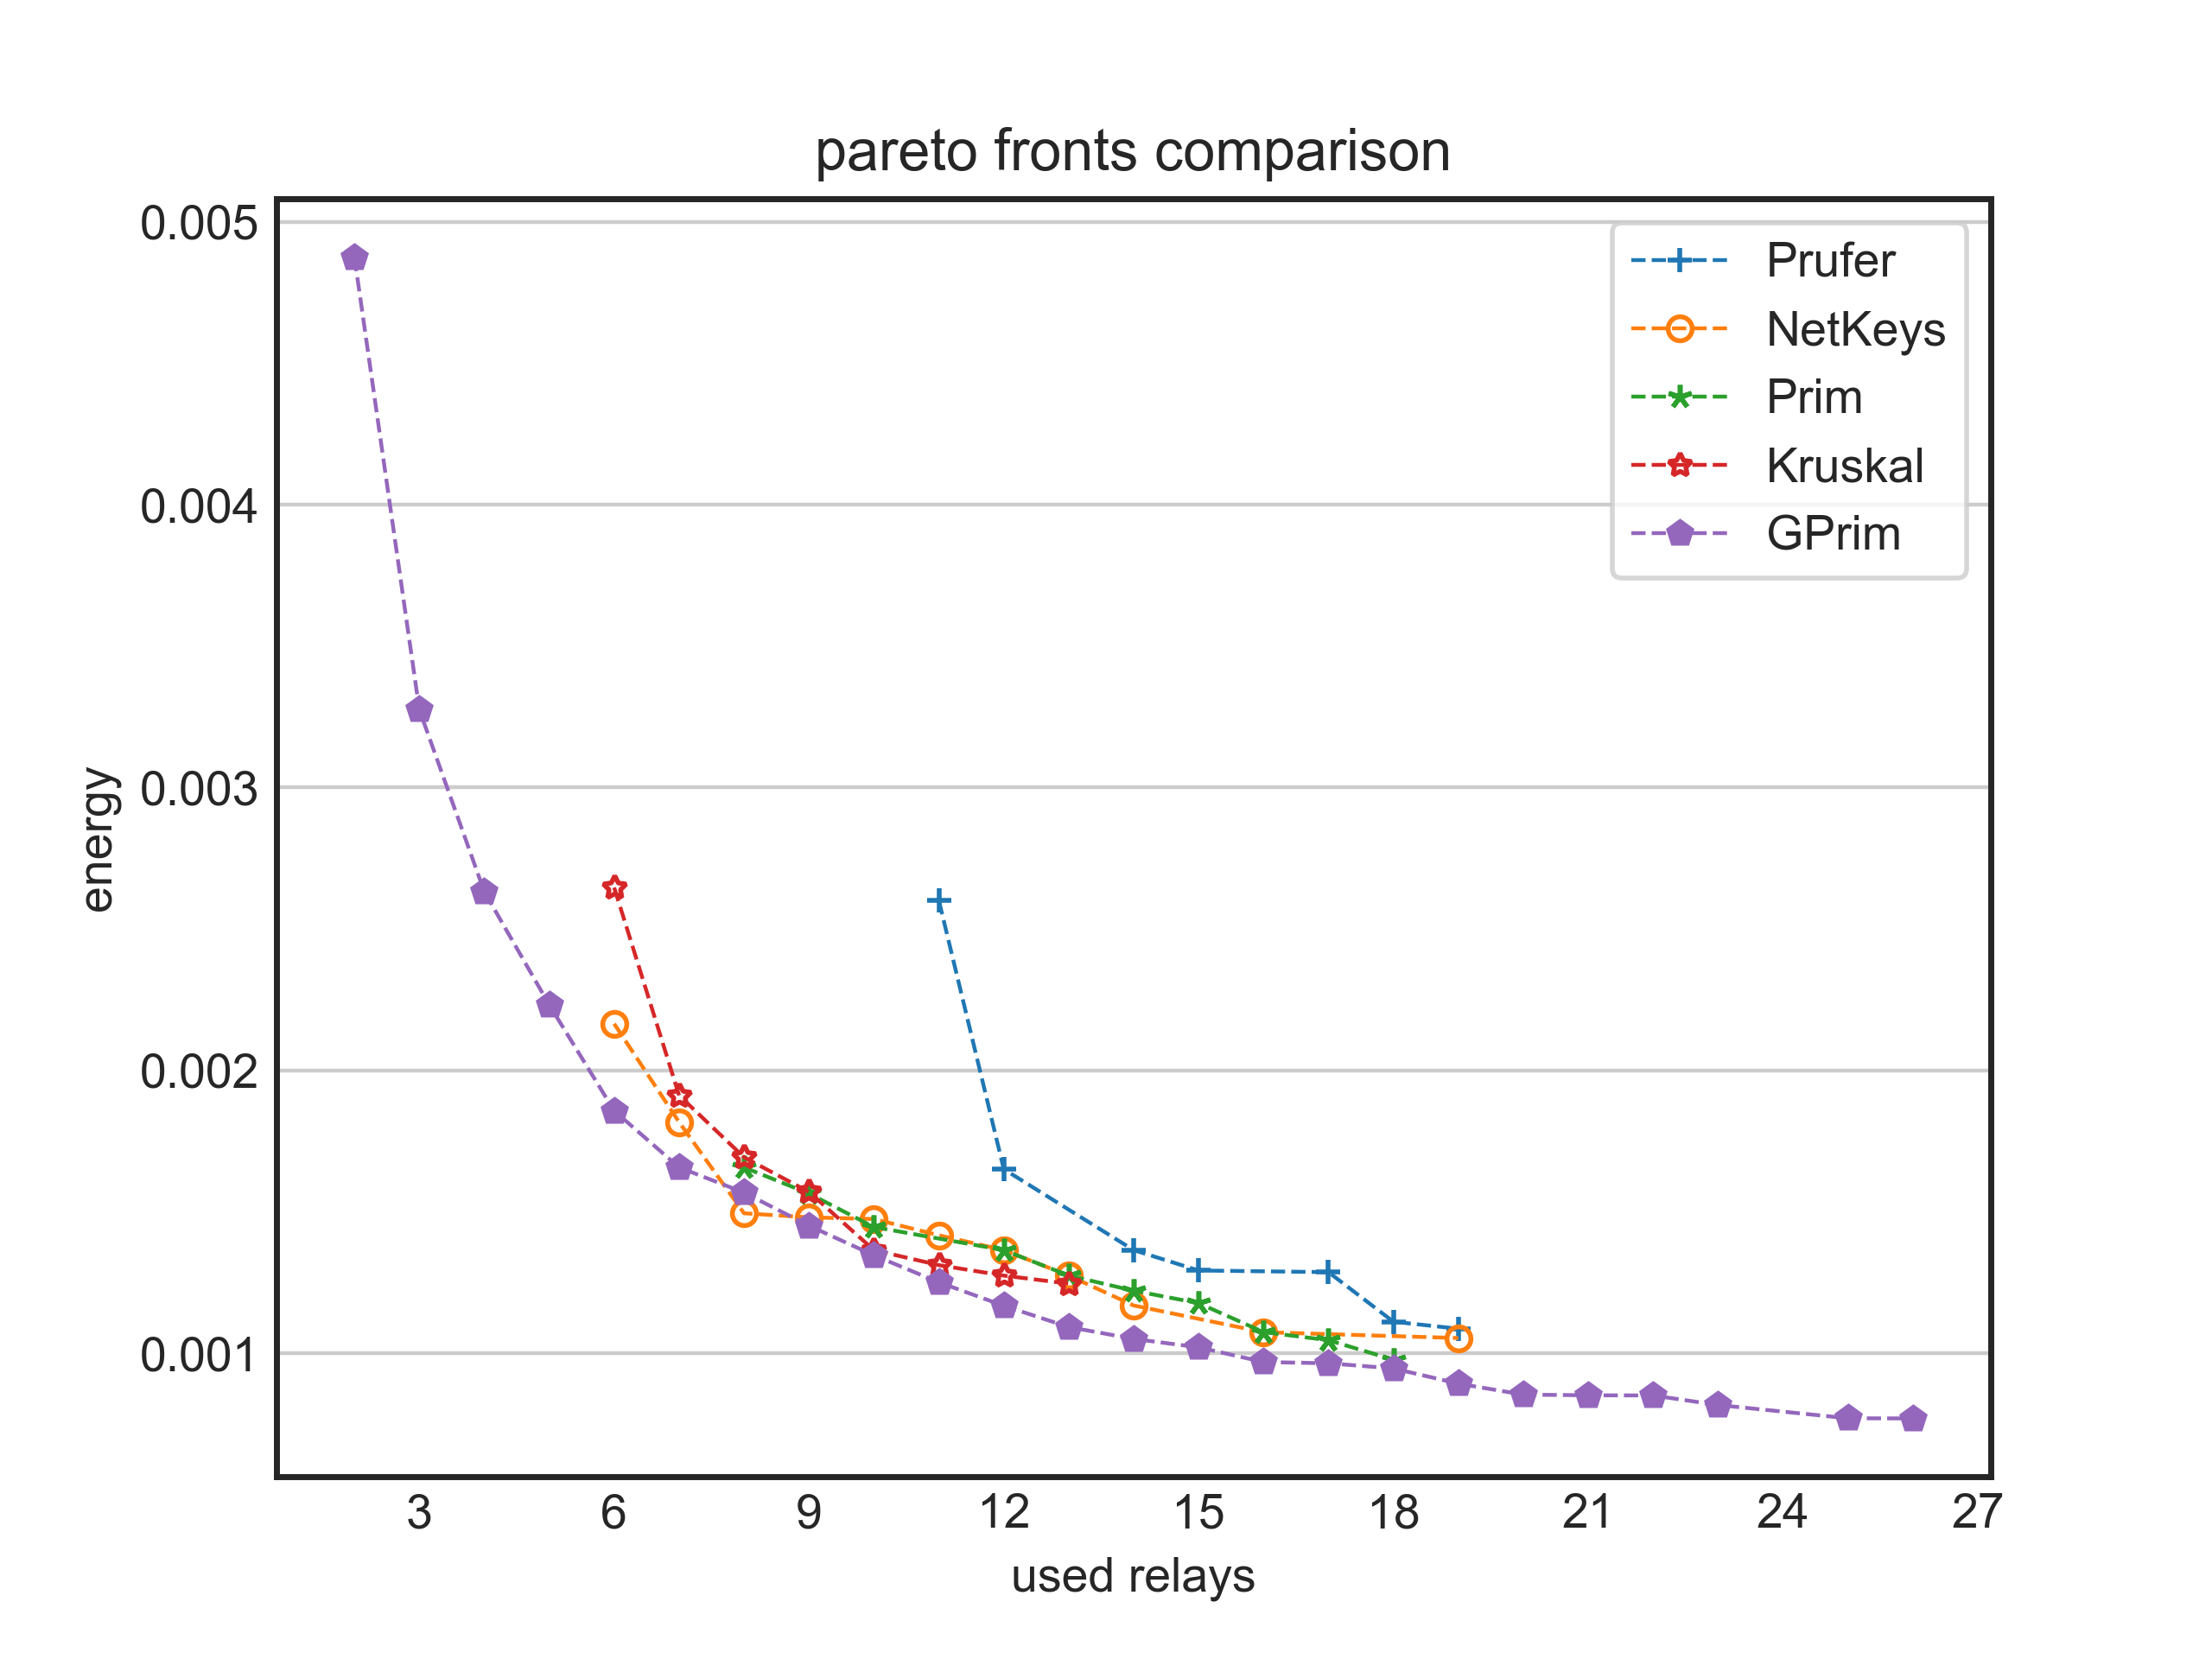 pareto fronts comparison
0.005
0.004
0.003
0.002
0.001
energy
Prufer
NetKeys
Prim
Kruskal
GPrim
3 6 9 12 15 18 21 24 27
used relays